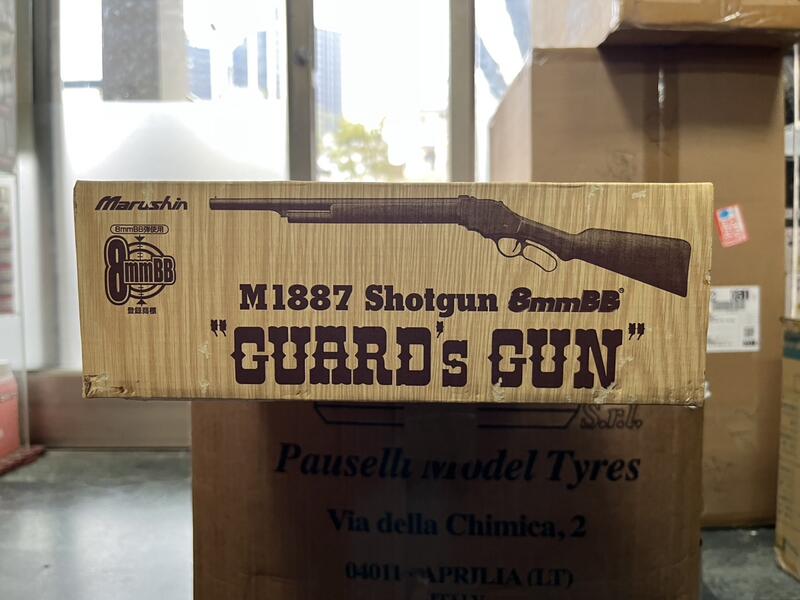 Marushin
8mmBB弾使用
8mmBB
登録商標
M1887 Shotgun 8mmBB
"GUARD's GUN"
S.r.l.
Pauselli Model Tyres
Via della Chimica, 2
04011 - APRILIA (LT)
ITALY